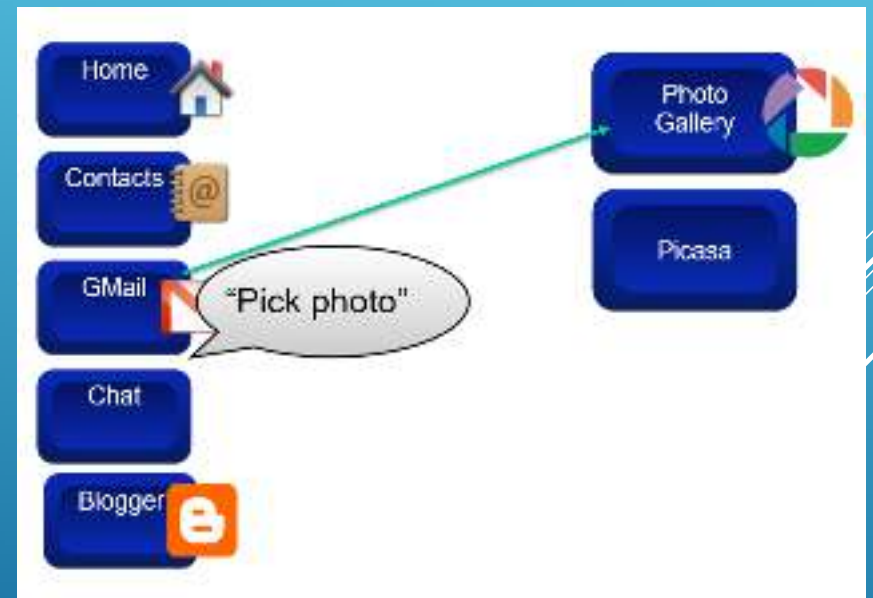 Home
Contacts
@
GMail
"Pick photo"
Chat
Blogger
Photo
Gallery
Picasa